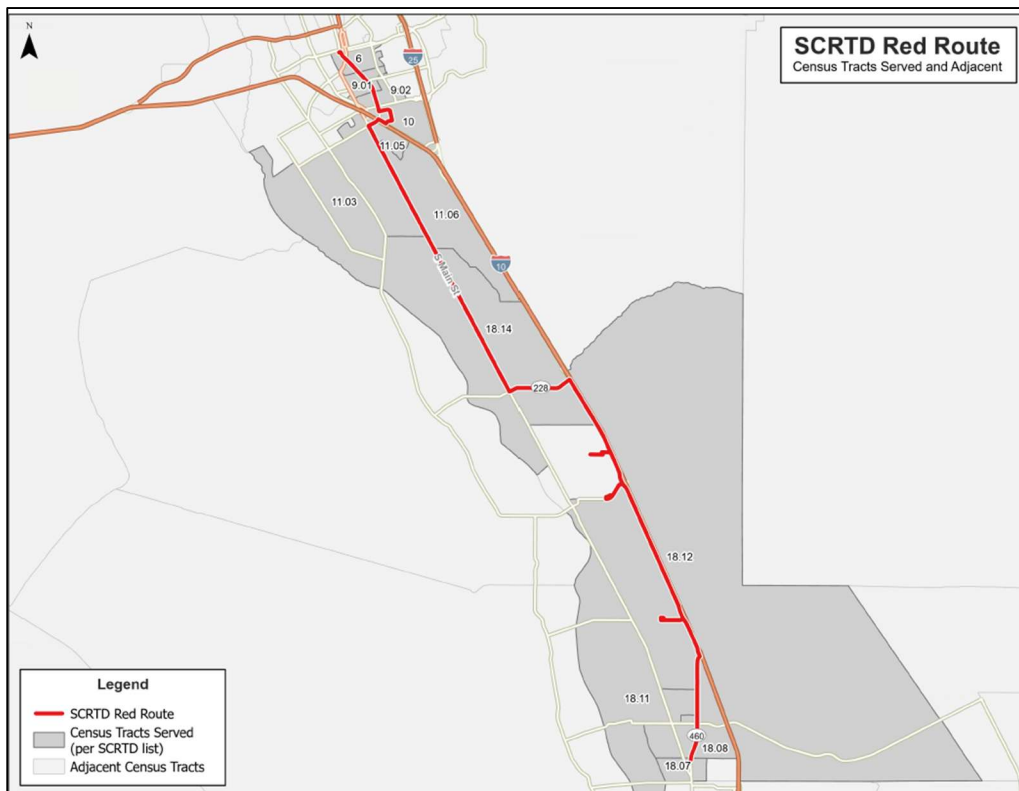 N
SCRTD Red Route
Census Tracts Served and Adjacent
6
25
9.01
9.02
10
11.05
11.03
11.06
10
S Main St
18.14
228
18.12
18.11
460
18.08
18.07
Legend
SCRTD Red Route
Census Tracts Served
(per SCRTD list)
Adjacent Census Tracts